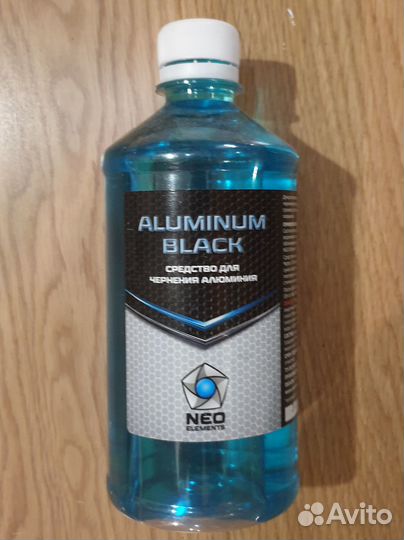 ALUMINUM
BLACK
СРЕДСТВО ДЛЯ
ЧЕРНЕНИЯ АЛЮМИНИЯ
NEO
ELEMENTS
Avito